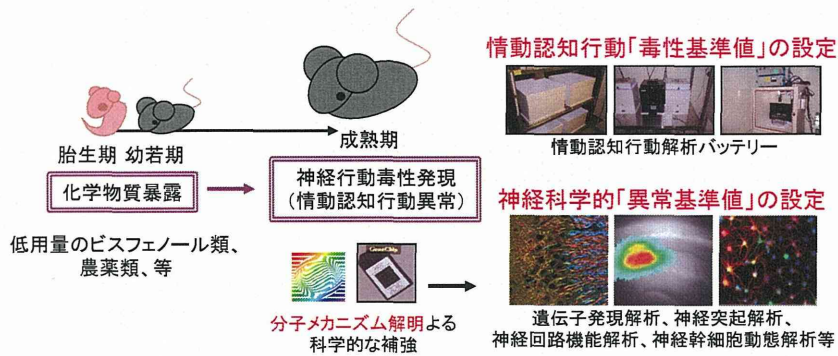 情動認知行動「毒性基準値」の設定
胎生期 幼若期
成熟期
情動認知行動解析バッテリー
化学物質暴露
神経行動毒性発現
(情動認知行動異常)
神経科学的「異常基準値」の設定
低用量のビスフェノール類、
農薬類、等
GeneChip
分子メカニズム解明よる
科学的な補強
遺伝子発現解析、神経突起解析、
神経回路機能解析、神経幹細胞動態解析等